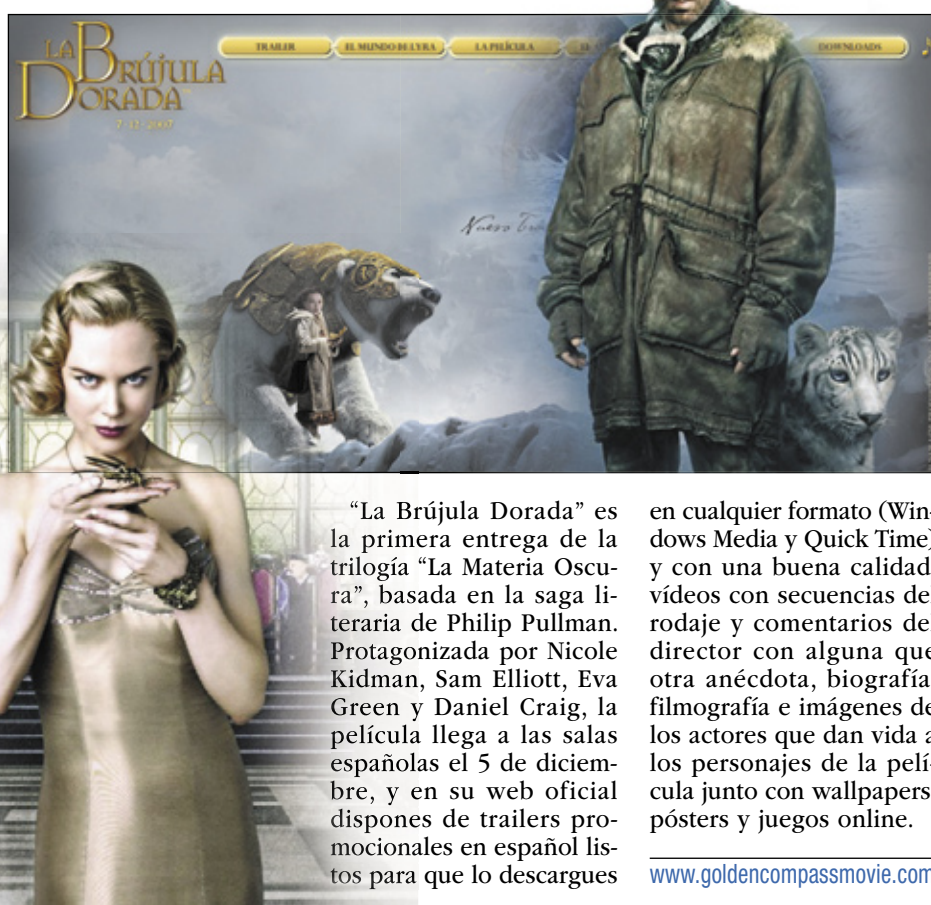 LA BRÚJULA
DORADA
7·12·2007
TRAILER
EL MUNDO DE LYRA
LA PELÍCULA
DOWNLOADS
Nuevo
“La Brújula Dorada” es
la primera entrega de la
trilogía “La Materia Oscu-
ra”, basada en la saga li-
teraria de Philip Pullman.
Protagonizada por Nicole
Kidman, Sam Elliott, Eva
Green y Daniel Craig, la
película llega a las salas
españolas el 5 de diciem-
bre, y en su web oficial
dispones de trailers pro-
mocionales en español lis-
tos para que lo descargues
en cualquier formato (Win-
dows Media y Quick Time)
y con una buena calidad,
vídeos con secuencias de
rodaje y comentarios de
director con alguna que
otra anécdota, biografía,
filmografía e imágenes de
los actores que dan vida a
los personajes de la pelí-
cula junto con wallpapers,
pósters y juegos online.
www.goldencompassmovie.com